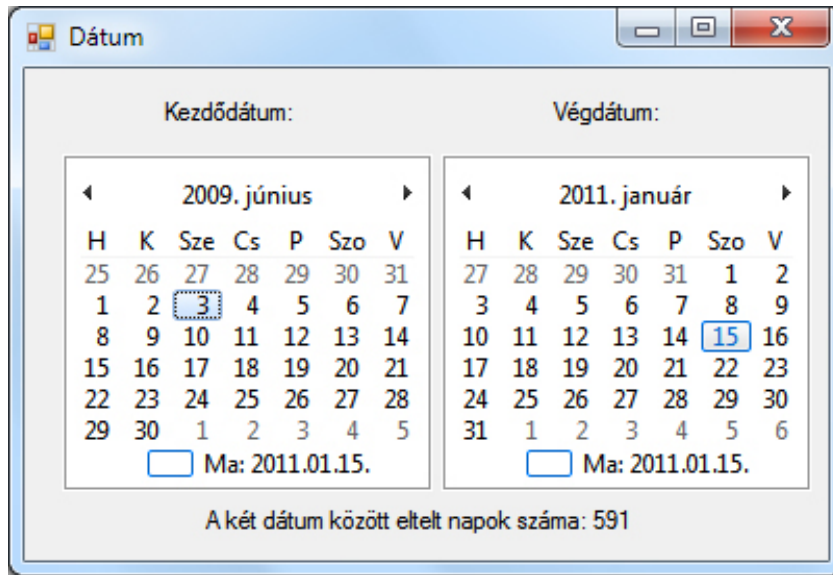 Dátum
Kezdődátum:
Végdátum:
2009. június
H K Sze Cs P Szo V
25 26 27 28 29 30 31
1 2 3 4 5 6 7
8 9 10 11 12 13 14
15 16 17 18 19 20 21
22 23 24 25 26 27 28
29 30 1 2 3 4 5
Ma: 2011.01.15.
2011. január
H K Sze Cs P Szo V
27 28 29 30 31 1 2
3 4 5 6 7 8 9
10 11 12 13 14 15 16
17 18 19 20 21 22 23
24 25 26 27 28 29 30
31 1 2 3 4 5 6
Ma: 2011.01.15.
A két dátum között eltelt napok száma: 591